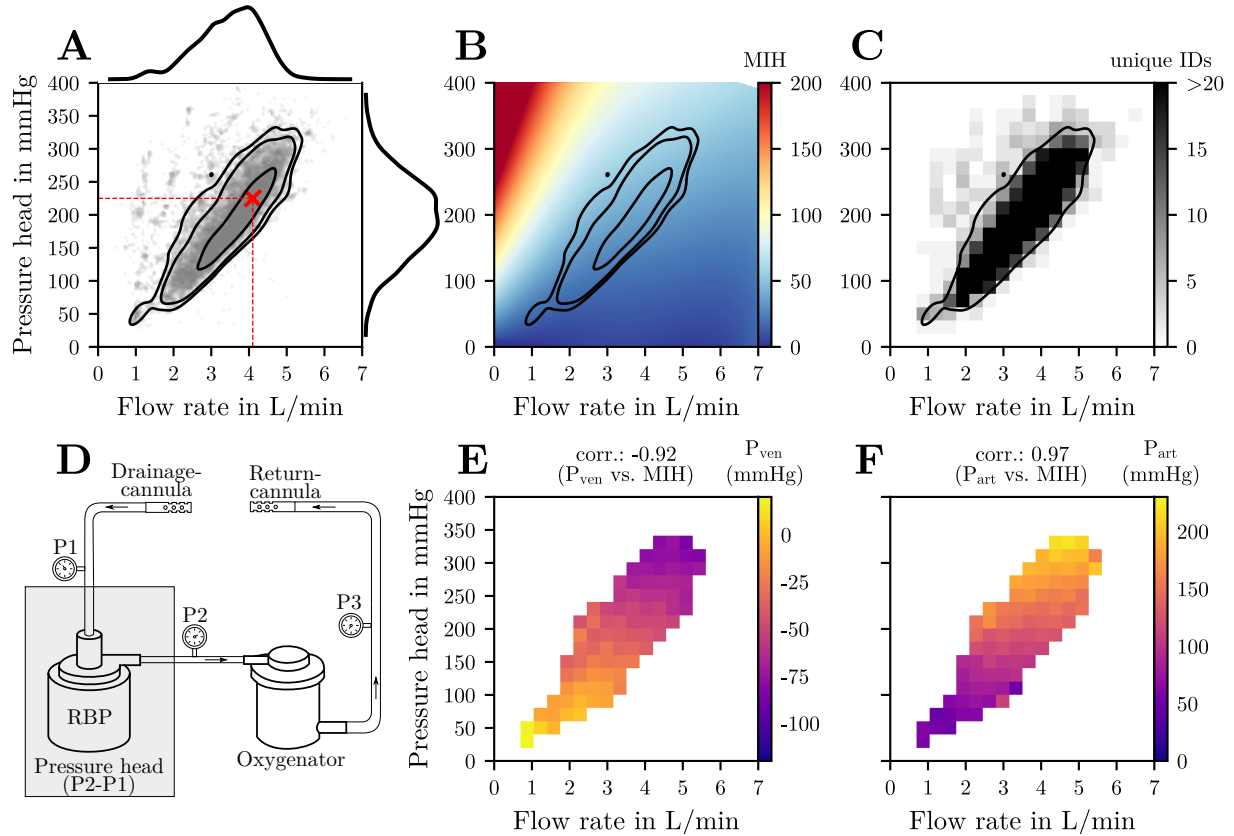 A
Pressure head in mmHg
400
350
300
250
200
150
100
50
0
0 1 2 3 4 5 6 7
Flow rate in L/min
B
MIH
400
300
200
100
0
0 1 2 3 4 5 6 7
Flow rate in L/min
200
150
100
50
0
C
unique IDs
400
300
200
100
0
0 1 2 3 4 5 6 7
Flow rate in L/min
>20
15
10
5
0
D
Drainage-
cannula
Return-
cannula
P1
P2
P3
RBP
Oxygenator
Pressure head
(P2-P1)
E
corr.: -0.92
(Pven vs. MIH)
Pven
(mmHg)
Pressure head in mmHg
400
350
300
250
200
150
100
50
0
0 1 2 3 4 5 6 7
Flow rate in L/min
0
-25
-50
-75
-100
F
corr.: 0.97
(Part vs. MIH)
Part
(mmHg)
400
300
200
100
0
0 1 2 3 4 5 6 7
Flow rate in L/min
200
150
100
50
0